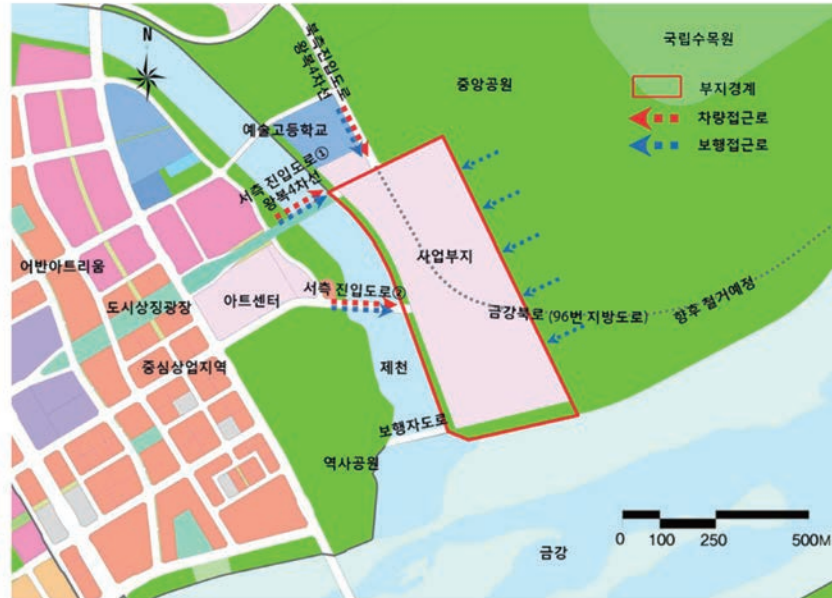 N
국립수목원
중앙공원
부지경계
차량접근로
보행접근로
북측진입도로
왕복4차선
예술고등학교
서측 진입도로①
왕복4차선
사업부지
어반아트리움
도시상징광장
아트센터
서측 진입도로②
금강북로 (96번 지방도로)
향후 철거예정
중심상업지역
제천
보행자도로
역사공원
금강
0 100 250 500M